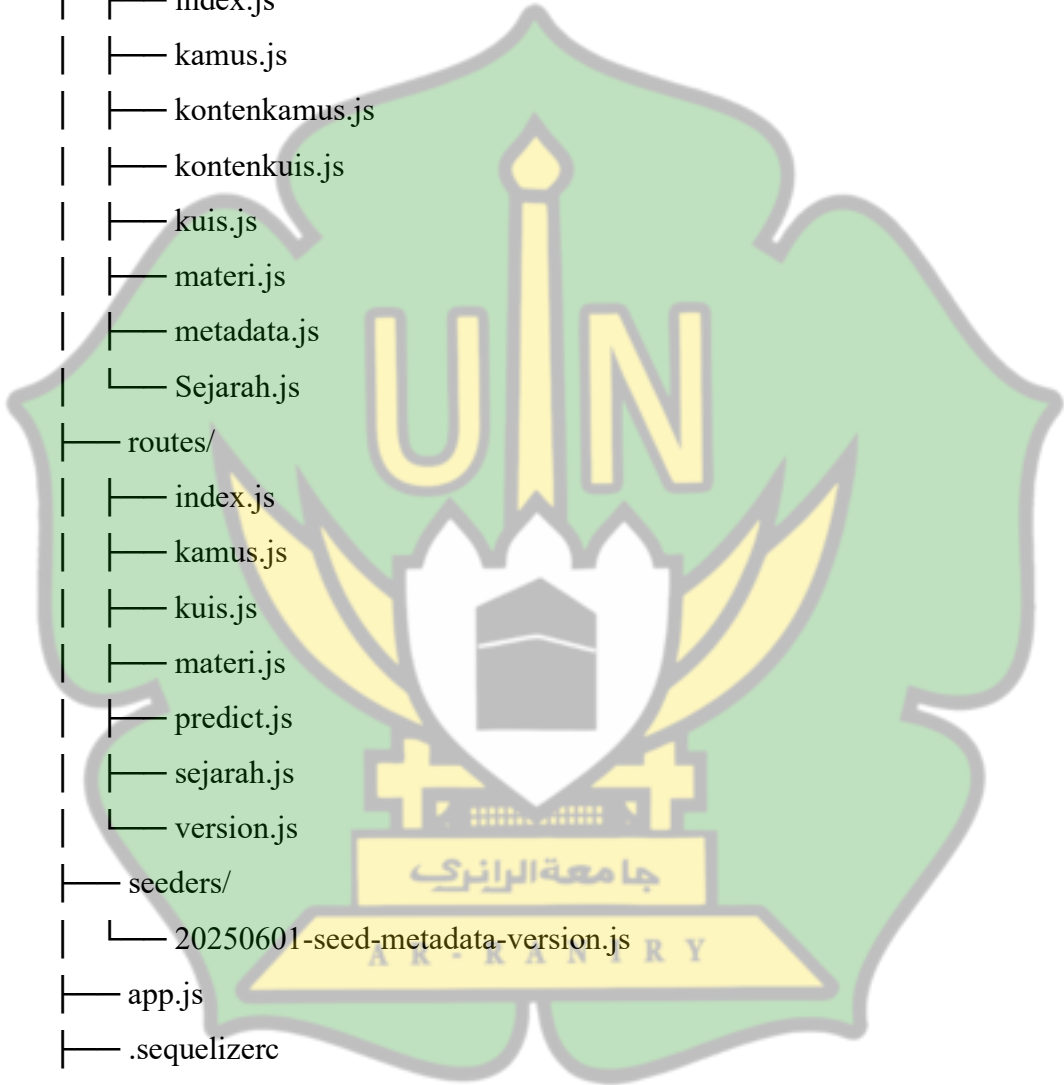 │ ├── index.js
│ ├── kamus.js
│ ├── kontenkamus.js
│ ├── kontenkuis.js
│ ├── kuis.js
│ ├── materi.js
│ ├── metadata.js
│ └── Sejarah.js
├── routes/
│ ├── index.js
│ ├── kamus.js
│ ├── kuis.js
│ ├── materi.js
│ ├── predict.js
│ ├── sejarah.js
│ └── version.js
├── seeders/
│ └── 20250601-seed-metadata-version.js
├── app.js
├── .sequelizerc
UIN
جامعةالرانري
AR-RANIRY